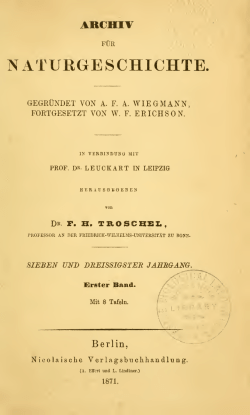 ARCHIV
FÜR
NATURGESCHICHTE.
GEGRÜNDET VON A. F. A. WIEGMANN,
FORTGESETZT VON W. F. ERICHSON.
IN VERBINDUNG MIT
PROF. DR. LEUCKART IN LEIPZIG
HERAUSGEGEBEN
von
DR. F. H. TROSCHEL,
PROFESSOR AN DER FRIEDRICH-WILHELMS-UNIVERSITÄT ZU BONN.
SIEBEN UND DREISSIGSTER JAHRGANG.
Erster Band.
Mit 8 Tafeln.
LIBRARY
Berlin,
Nicolaische Verlagsbuchhandlung.
(A. Effert und L. Lindtner.)
1871.